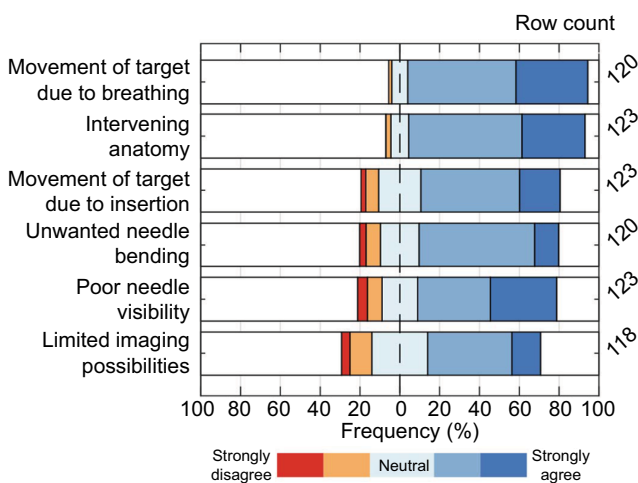 Row count
Movement of target
due to breathing
120
Intervening
anatomy
123
Movement of target
due to insertion
123
Unwanted needle
bending
120
Poor needle
visibility
123
Limited imaging
possibilities
118
100 80 60 40 20 0 20 40 60 80 100
Frequency (%)
Strongly
disagree
Neutral
Strongly
agree